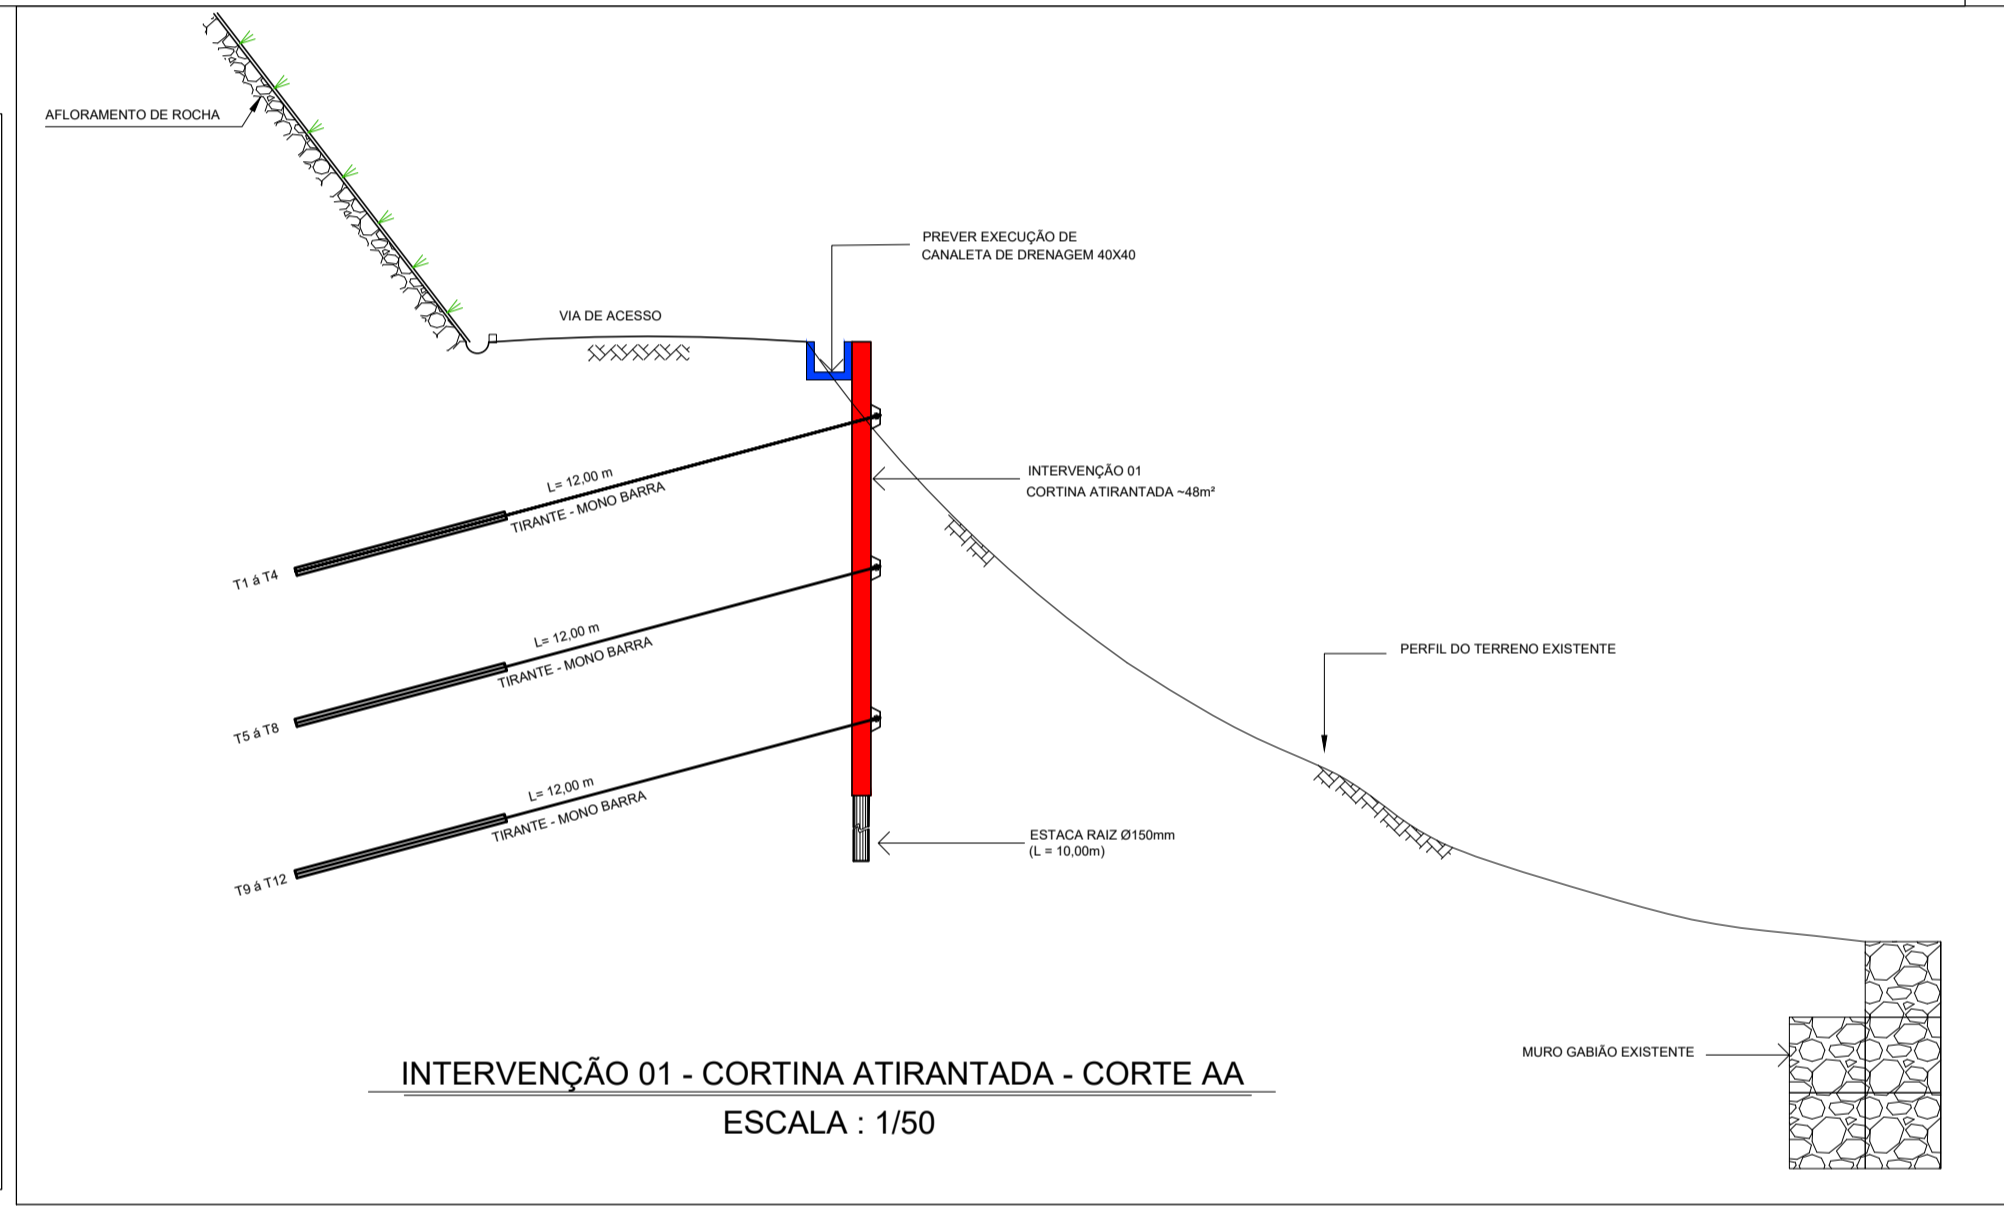 AFLORAMENTO DE ROCHA
PREVER EXECUÇÃO DE
CANALETA DE DRENAGEM 40X40
VIA DE ACESSO
INTERVENÇÃO 01
CORTINA ATIRANTADA ~48m²
L= 12,00 m
TIRANTE - MONO BARRA
T1 á T4
L= 12,00 m
TIRANTE - MONO BARRA
T5 á T8
PERFIL DO TERRENO EXISTENTE
L= 12,00 m
TIRANTE - MONO BARRA
T9 á T12
ESTACA RAIZ Ø150mm
(L = 10,00m)
MURO GABIÃO EXISTENTE
INTERVENÇÃO 01 - CORTINA ATIRANTADA - CORTE AA
ESCALA : 1/50